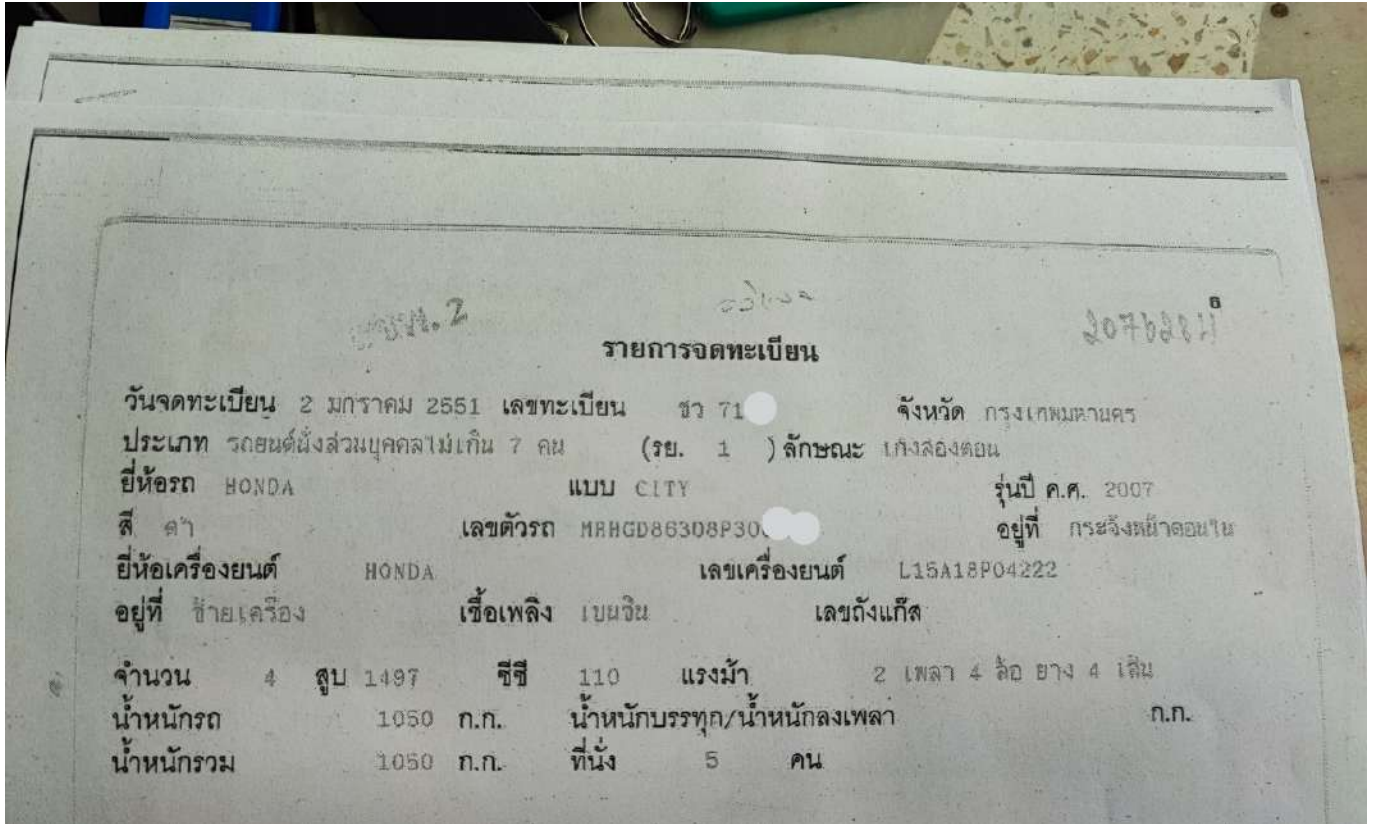 6
รายการจดทะเบียน
วันจดทะเบียน 2 มกราคม 2551 เลขทะเบียน ชว 71 จังหวัด กรุงเทพมหานคร
ประเภท รถยนต์นั่งส่วนบุคคลไม่เกิน 7 คน (รย. 1 ) ลักษณะ เก๋งสองตอน
ยี่ห้อรถ HONDA แบบ CITY รุ่นปี ค.ศ. 2007
สี ดำ เลขตัวรถ MRHGD86308P300 อยู่ที่ กระจังหน้าตอนใน
ยี่ห้อเครื่องยนต์ HONDA เลขเครื่องยนต์ L15A18P04222
อยู่ที่ ซ้ายเครื่อง เชื้อเพลิง เบนซิน เลขถังแก๊ส
จำนวน 4 สูบ 1497 ซีซี 110 แรงม้า 2 เพลา 4 ล้อ ยาง 4 เส้น
น้ำหนักรถ 1050 ก.ก. น้ำหนักบรรทุก/น้ำหนักลงเพลา ก.ก.
น้ำหนักรวม 1050 ก.ก. ที่นั่ง 5 คน